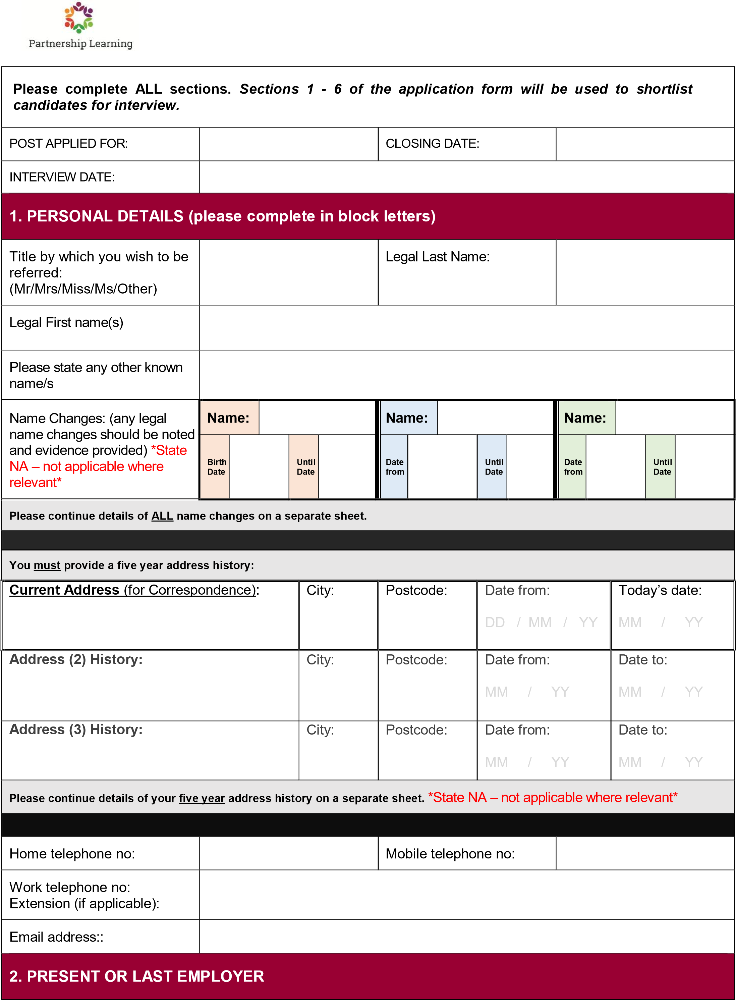 Partnership Learning
Please complete ALL sections. Sections 1 - 6 of the application form will be used to shortlist
candidates for interview.
POST APPLIED FOR:
CLOSING DATE:
INTERVIEW DATE:
1. PERSONAL DETAILS (please complete in block letters)
Title by which you wish to be
referred:
(Mr/Mrs/Miss/Ms/Other)
Legal Last Name:
Legal First name(s)
Please state any other known
name/s
Name Changes: (any legal
name changes should be noted
and evidence provided) *State
NA – not applicable where
relevant*
Name:
Birth
Date
Until
Date
Name:
Date
from
Until
Date
Name:
Date
from
Until
Date
Please continue details of ALL name changes on a separate sheet.
You must provide a five year address history:
Current Address (for Correspondence):
City:
Postcode:
Date from:
DD / MM / YY
Today’s date:
MM / YY
Address (2) History:
City:
Postcode:
Date from:
MM / YY
Date to:
MM / YY
Address (3) History:
City:
Postcode:
Date from:
MM / YY
Date to:
MM / YY
Please continue details of your five year address history on a separate sheet. *State NA – not applicable where relevant*
Home telephone no:
Mobile telephone no:
Work telephone no:
Extension (if applicable):
Email address::
2. PRESENT OR LAST EMPLOYER